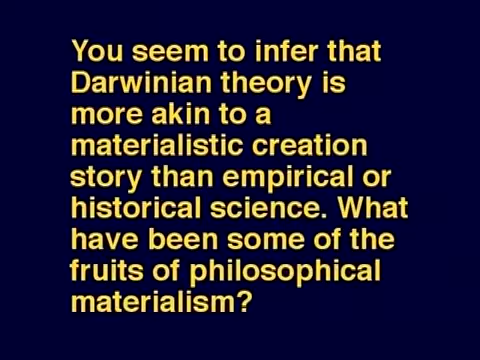 You seem to infer that
Darwinian theory is
more akin to a
materialistic creation
story than empirical or
historical science. What
have been some of the
fruits of philosophical
materialism?